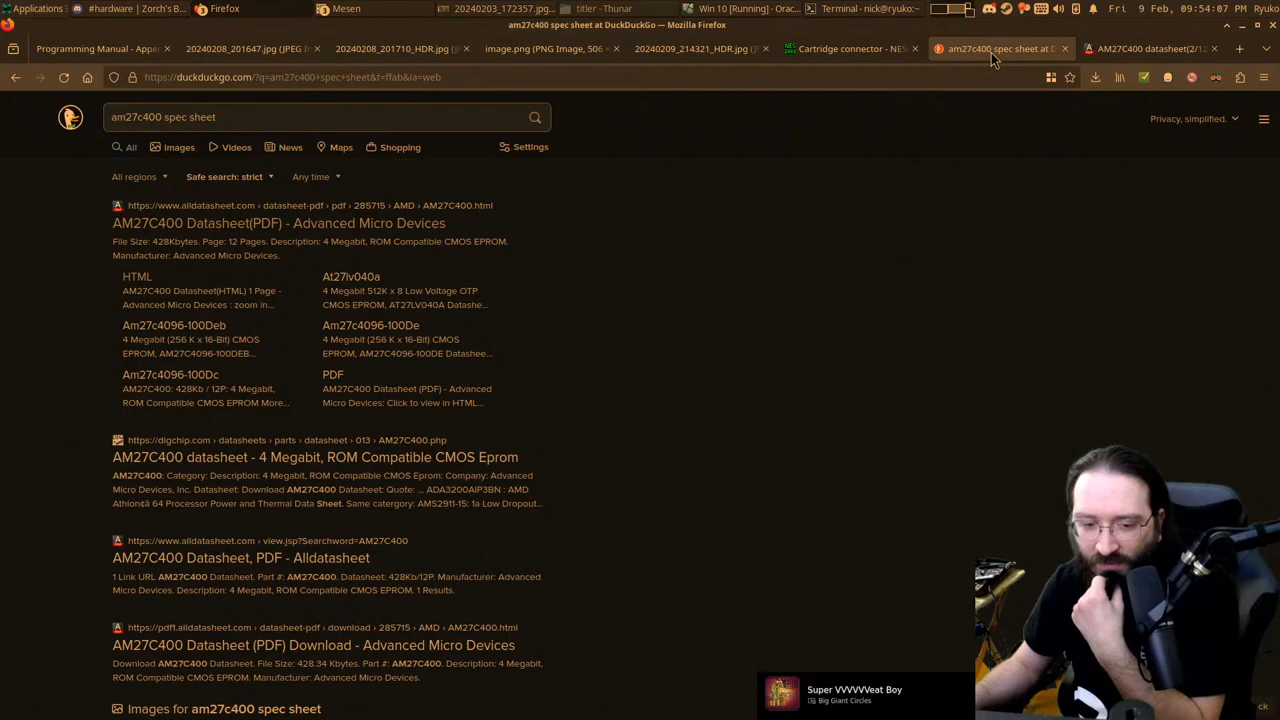 Applications
#hardware | Zorch's B...
Firefox
Mesen
20240203_172357.jpg...
titler - Thunar
Win 10 [Running] - Orac...
Terminal - nick@ryuko:~
Fri 9 Feb, 09:54:07 Ryuko
am27c400 spec sheet at DuckDuckGo — Mozilla Firefox
Programming Manual - Apper
20240208_201647.jpg (JPEG I
20240208_201710_HDR.jpg (J
image.png (PNG Image, 506 ×
20240209_214321_HDR.jpg (J
Cartridge connector - NES
am27c400 spec sheet at D
AM27C400 datasheet(2/12
https://duckduckgo.com/?q=am27c400+spec+sheet&t=ffab&ia=web
am27c400 spec sheet
Privacy, simplified.
All
Images
Videos
News
Maps
Shopping
Settings
All regions
Safe search: strict
Any time
https://www.alldatasheet.com › datasheet-pdf › pdf › 285715 › AMD › AM27C400.html
AM27C400 Datasheet(PDF) - Advanced Micro Devices
File Size: 428Kbytes. Page: 12 Pages. Description: 4 Megabit, ROM Compatible CMOS EPROM.
Manufacturer: Advanced Micro Devices.
HTML
AM27C400 Datasheet(HTML) 1 Page -
Advanced Micro Devices : zoom in...
At27lv040a
4 Megabit 512K x 8 Low Voltage OTP
CMOS EPROM, AT27LV040A Datashe...
Am27c4096-100Deb
4 Megabit (256 K x 16-Bit) CMOS
EPROM, AM27C4096-100DEB...
Am27c4096-100De
4 Megabit (256 K x 16-Bit) CMOS
EPROM, AM27C4096-100DE Datashee...
Am27c4096-100Dc
AM27C400: 428Kb / 12P: 4 Megabit,
ROM Compatible CMOS EPROM More...
PDF
AM27C400 Datasheet (PDF) - Advanced
Micro Devices: Click to view in HTML...
https://digchip.com › datasheets › parts › datasheet › 013 › AM27C400.php
AM27C400 datasheet - 4 Megabit, ROM Compatible CMOS Eprom
AM27C400: Category: Description: 4 Megabit, ROM Compatible CMOS Eprom: Company: Advanced
Micro Devices, Inc. Datasheet: Download AM27C400 Datasheet: Quote: ... ADA3200AIP3BN : AMD
Athlon¢â 64 Processor Power and Thermal Data Sheet. Same catergory: AMS2911-15: 1a Low Dropout...
https://www.alldatasheet.com › view.jsp?Searchword=AM27C400
AM27C400 Datasheet, PDF - Alldatasheet
1 Link URL AM27C400 Datasheet. Part #: AM27C400. Datasheet: 428Kb/12P. Manufacturer: Advanced
Micro Devices. Description: 4 Megabit, ROM Compatible CMOS EPROM. 1 Results.
https://pdf1.alldatasheet.com › datasheet-pdf › download › 285715 › AMD › AM27C400.html
AM27C400 Datasheet (PDF) Download - Advanced Micro Devices
Download AM27C400 Datasheet. File Size: 428.34 Kbytes. Part #: AM27C400. Description: 4 Megabit,
ROM Compatible CMOS EPROM. Manufacturer: Advanced Micro Devices.
Images for am27c400 spec sheet
Super VVVVVVeat Boy
Big Giant Circles
ck